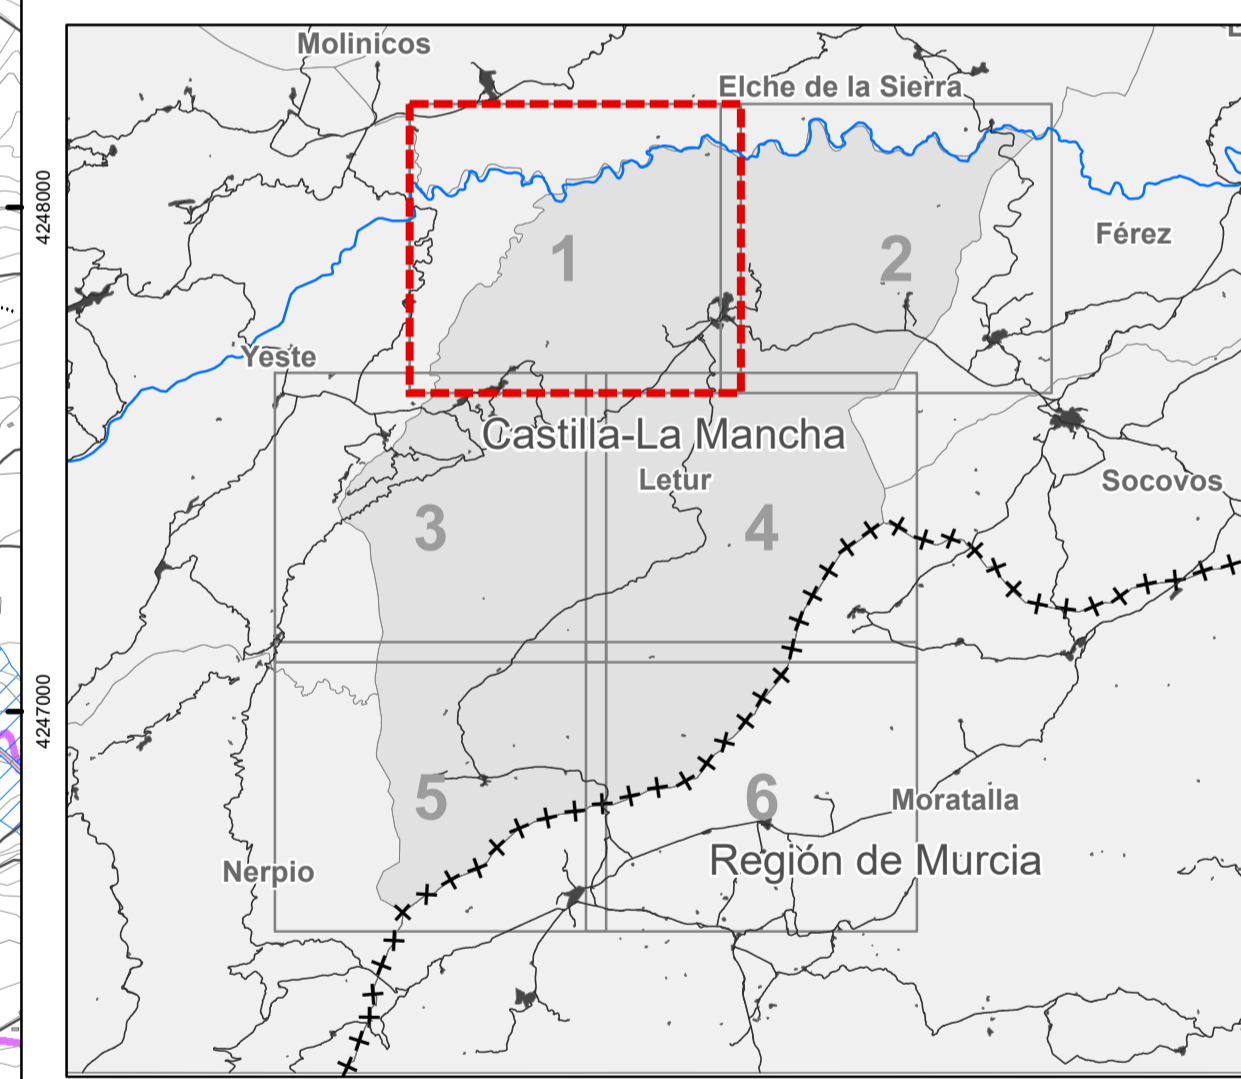 Molinicos
Elche de la Sierra
4248000
1
2
Férez
Yeste
Castilla-La Mancha
Letur
Socovos
3
4
4247000
5
6
Moratalla
Región de Murcia
Nerpio